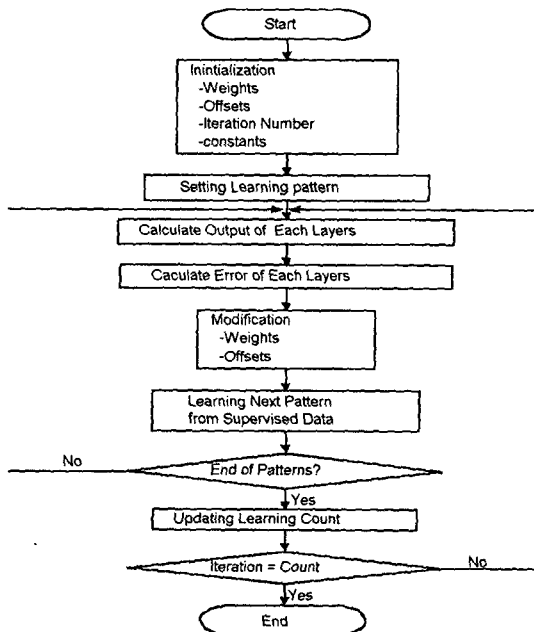 Start
Inintialization
-Weights
-Offsets
-Iteration Number
-constants
Setting Learning pattern
Calculate Output of Each Layers
Caculate Error of Each Layers
Modification
-Weights
-Offsets
Learning Next Pattern
from Supervised Data
No
End of Patterns?
Yes
Updating Learning Count
Iteration = Count
No
Yes
End